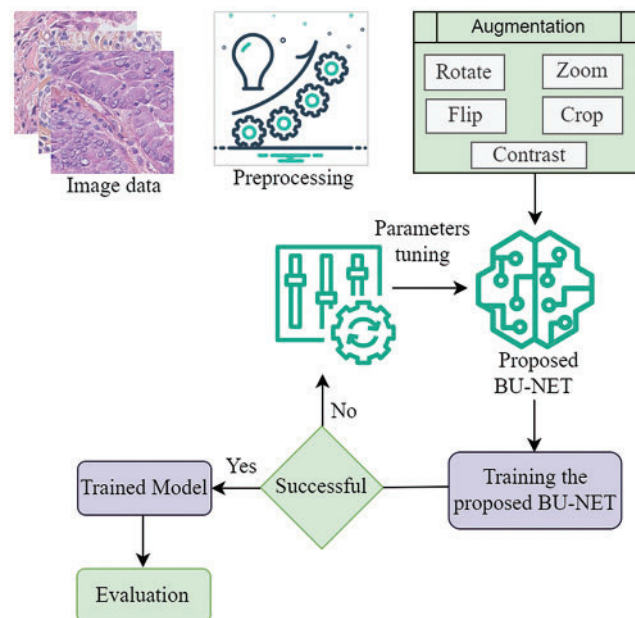 Augmentation
Rotate
Zoom
Flip
Crop
Contrast
Image data
Preprocessing
Parameters
tuning
Proposed
BU-NET
No
Yes
Trained Model
Successful
Training the
proposed BU-NET
Evaluation